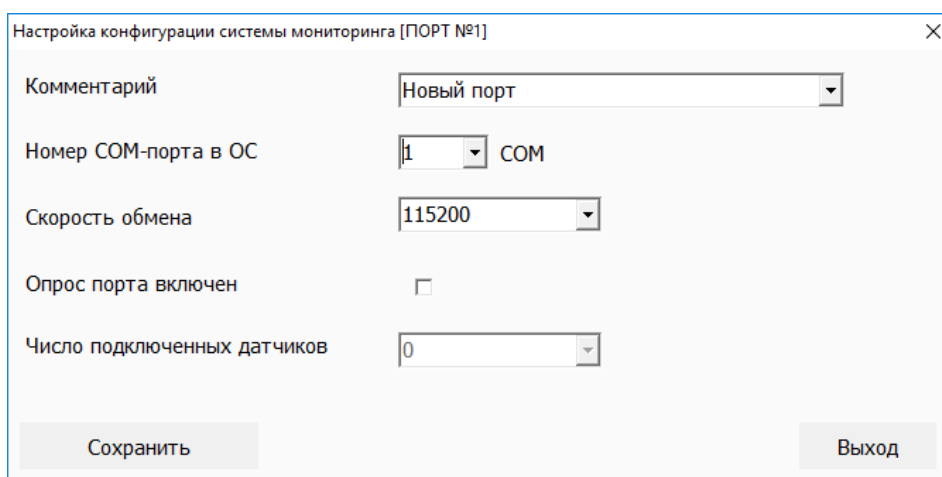 Настройка конфигурации системы мониторинга [ПОРТ №1]
Комментарий Новый порт
Номер COM-порта в ОС 1 COM
Скорость обмена 115200
Опрос порта включен
Число подключенных датчиков 0
Сохранить Выход